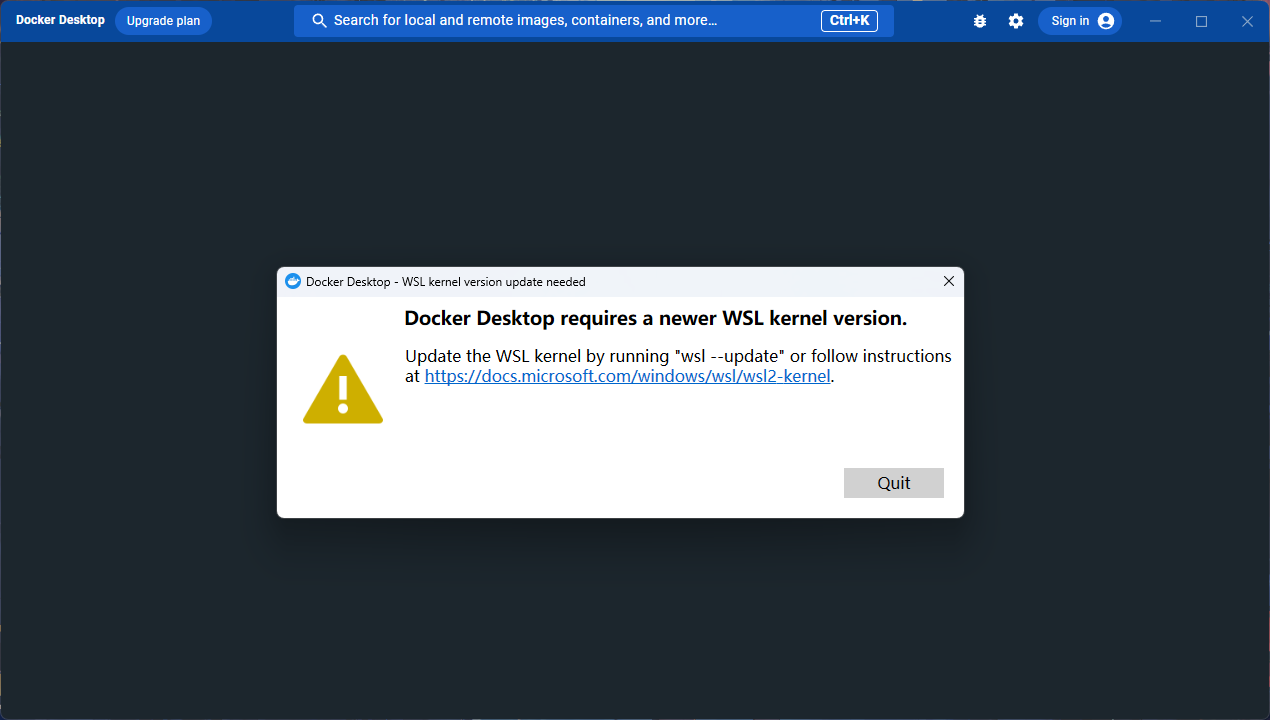 Docker Desktop Upgrade plan Search for local and remote images, containers, and more... Ctrl+K Sign in
Docker Desktop - WSL kernel version update needed
Docker Desktop requires a newer WSL kernel version.
Update the WSL kernel by running "wsl --update" or follow instructions
at https://docs.microsoft.com/windows/wsl/wsl2-kernel.
Quit